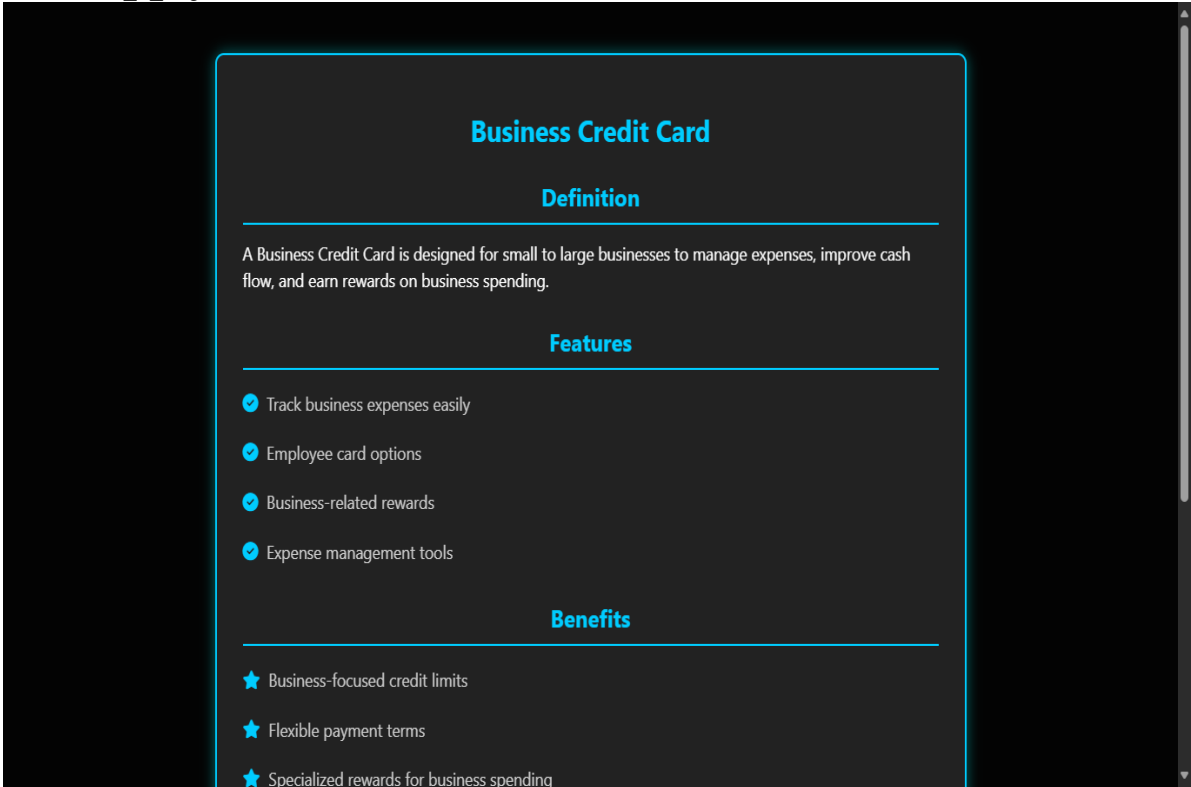 Business Credit Card
Definition
A Business Credit Card is designed for small to large businesses to manage expenses, improve cash
flow, and earn rewards on business spending.
Features
Track business expenses easily
Employee card options
Business-related rewards
Expense management tools
Benefits
Business-focused credit limits
Flexible payment terms
Specialized rewards for business spending